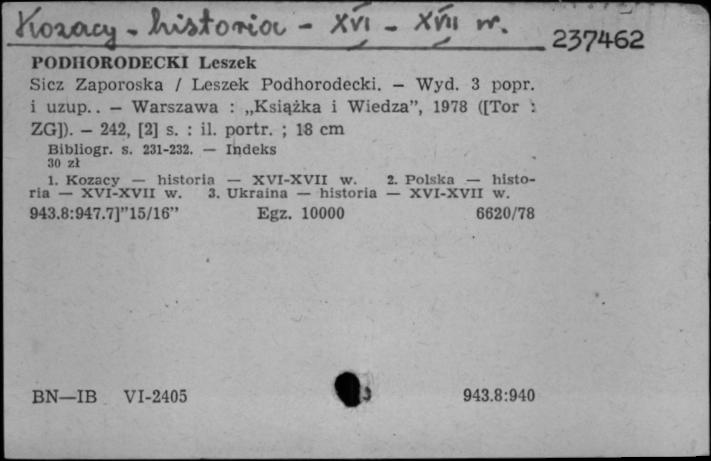 Kozacy - historia - XVI - XVII w.
237462
PODHORODECKI Leszek
Sicz Zaporoska / Leszek Podhorodecki. — Wyd. 3 popr.
i uzup.. — Warszawa : „Książka i Wiedza”, 1978 ([Tor :
ZG]). — 242, [2] s. : il. portr. ; 18 cm
Bibliogr. s. 231-232. — Indeks
30 zł
1. Kozacy — historia — XVI-XVII w. 2. Polska — histo-
ria — XVI-XVII w. 3. Ukraina — historia — XVI-XVII w.
943.8:947.7]”15/16” Egz. 10000 6620/78
BN—IB VI-2405 943.8:940